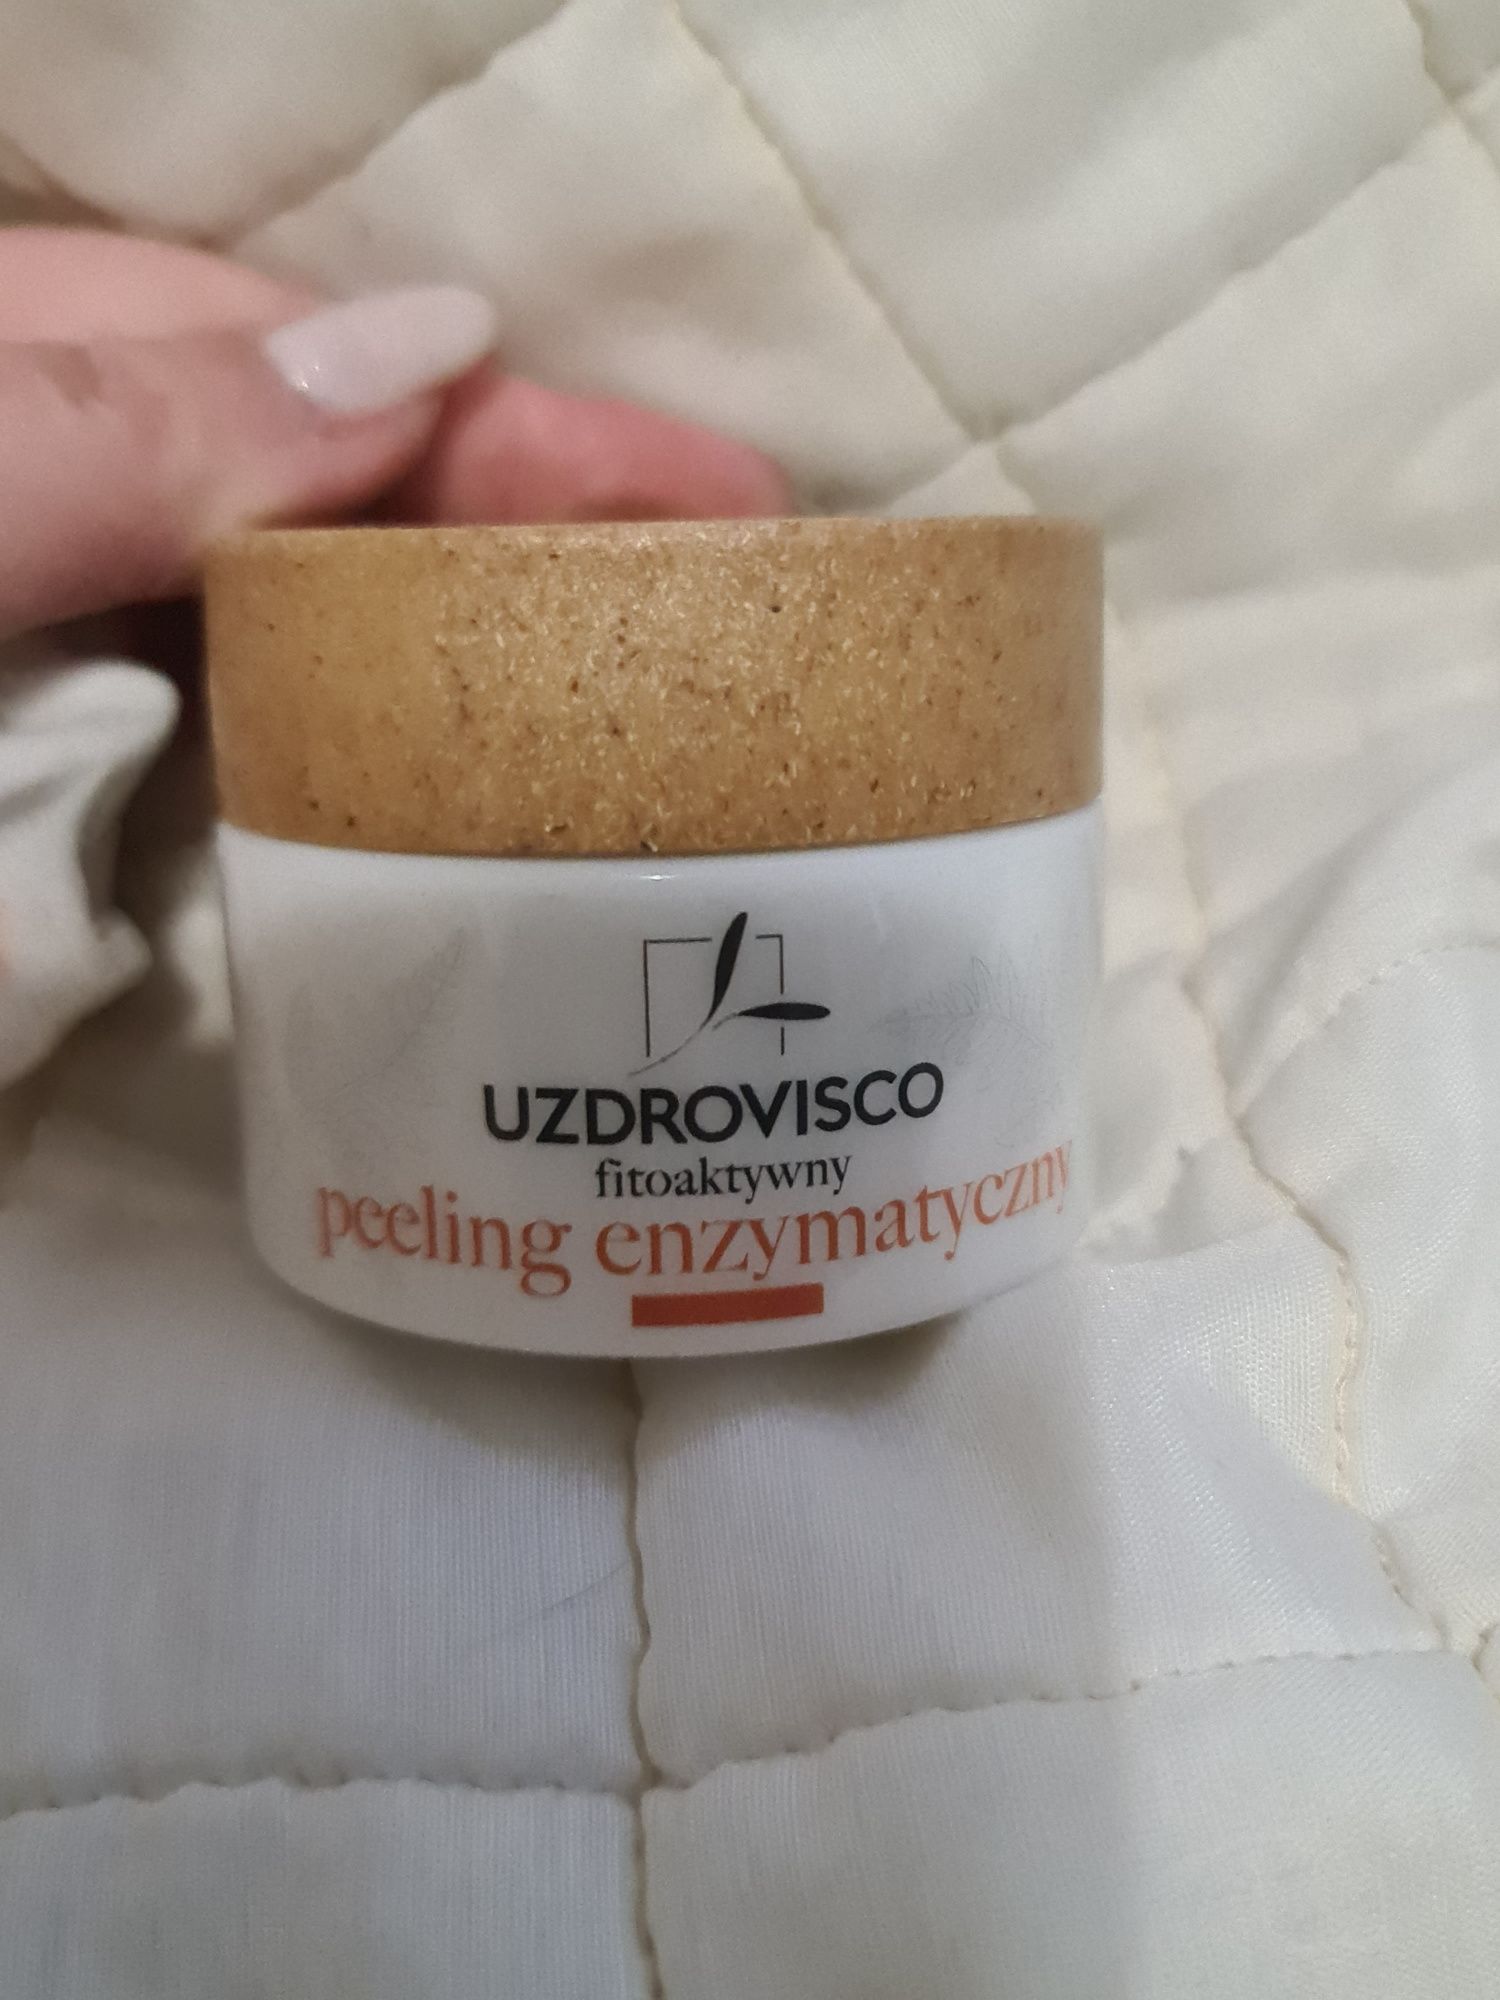 UZDROVISCO
fitoaktywny
peeling enzymatyczny